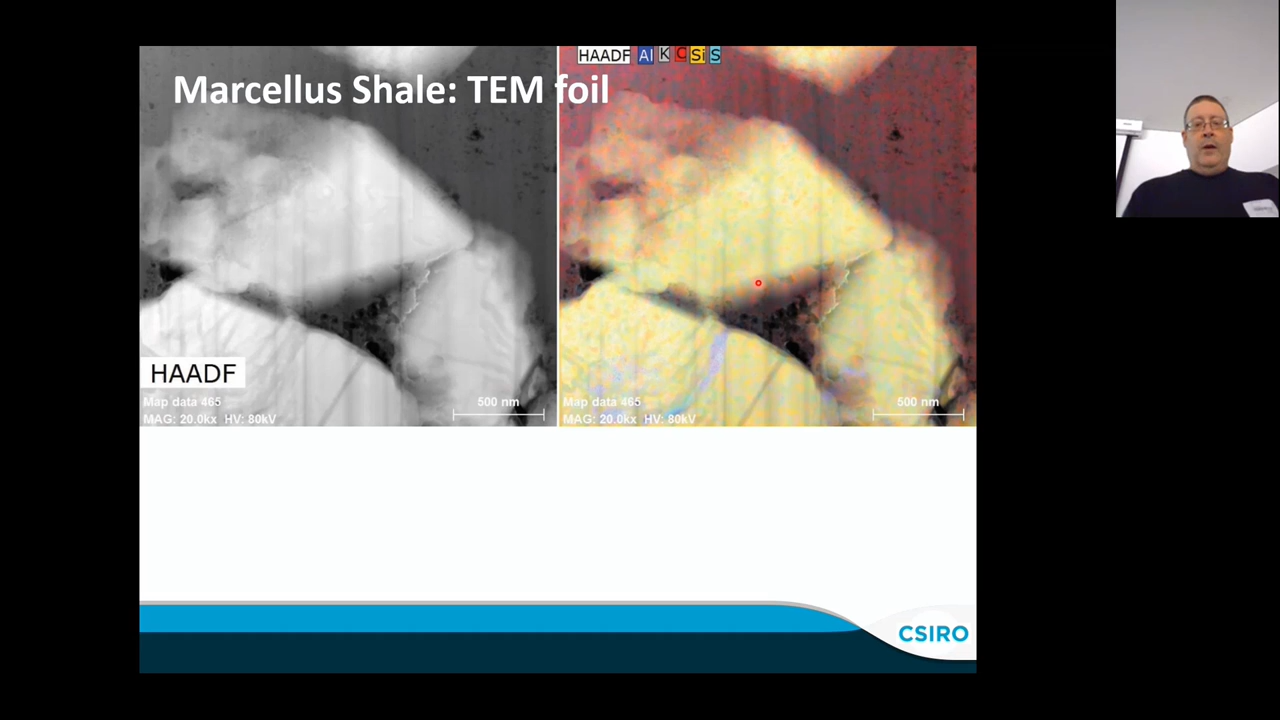 HAADF Al K C Si S
Marcellus Shale: TEM foil
HAADF
Map data 465
500 nm
MAG: 20.0kx HV: 80kV
Map data 465
500 nm
MAG: 20.0kx HV: 80kV
CSIRO